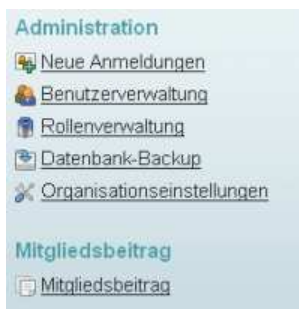 Administration
Neue Anmeldungen
Benutzerverwaltung
Rollenverwaltung
Datenbank-Backup
Organisationseinstellungen
Mitgliedsbeitrag
Mitgliedsbeitrag